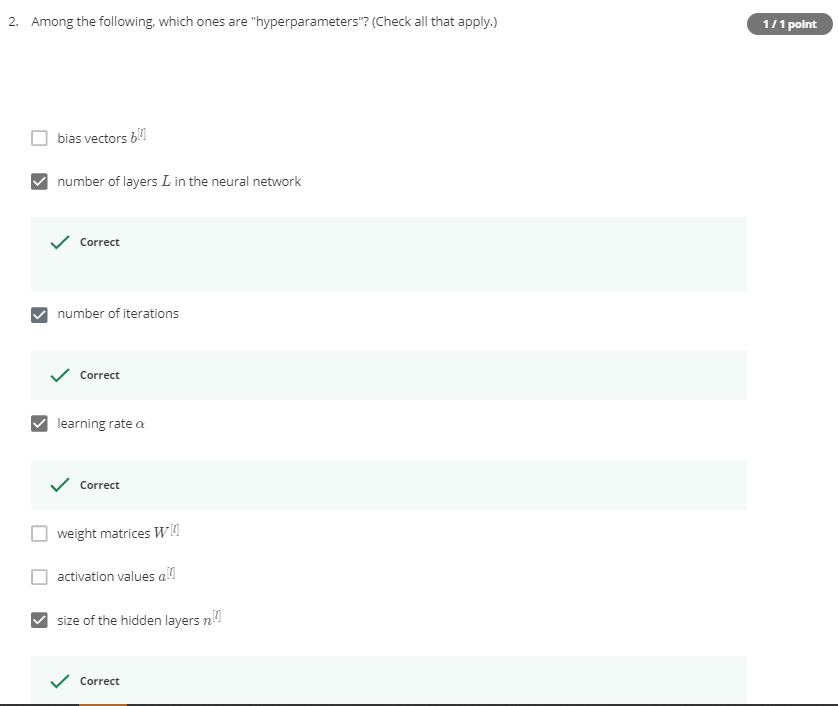 2. Among the following, which ones are "hyperparameters"? (Check all that apply.)
1 / 1 point
bias vectors b^[l]
number of layers L in the neural network
Correct
number of iterations
Correct
learning rate α
Correct
weight matrices W^[l]
activation values a^[l]
size of the hidden layers n^[l]
Correct